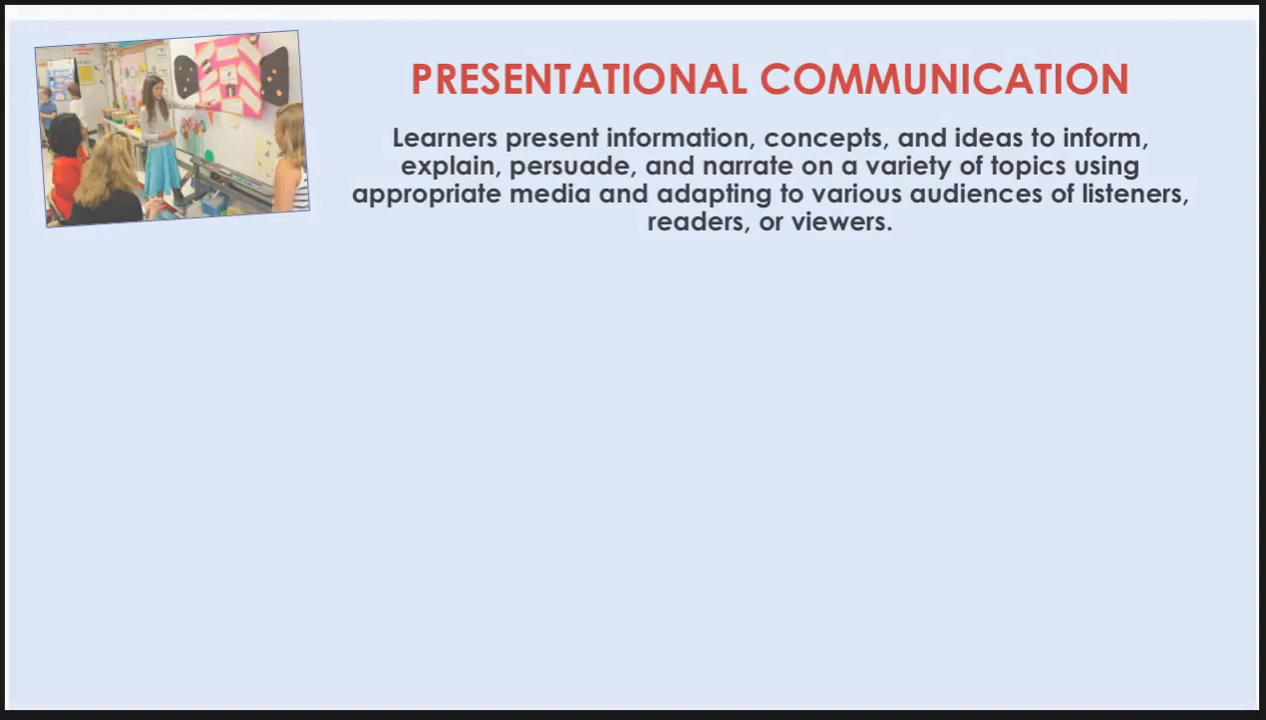 PRESENTATIONAL COMMUNICATION
Learners present information, concepts, and ideas to inform,
explain, persuade, and narrate on a variety of topics using
appropriate media and adapting to various audiences of listeners,
readers, or viewers.